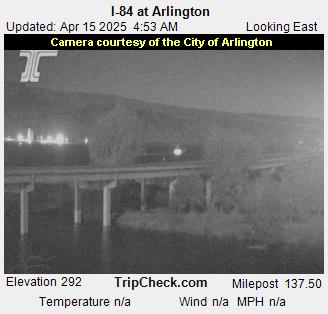 I-84 at Arlington
Updated: Apr 15 2025 4:53 AM Looking East
Camera courtesy of the City of Arlington
Elevation 292 TripCheck.com Milepost 137.50
Temperature n/a Wind n/a MPH n/a